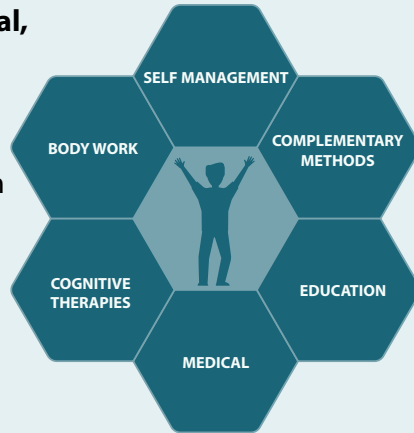 al,
SELF MANAGEMENT
COMPLEMENTARY
METHODS
BODY WORK
COGNITIVE
THERAPIES
EDUCATION
MEDICAL